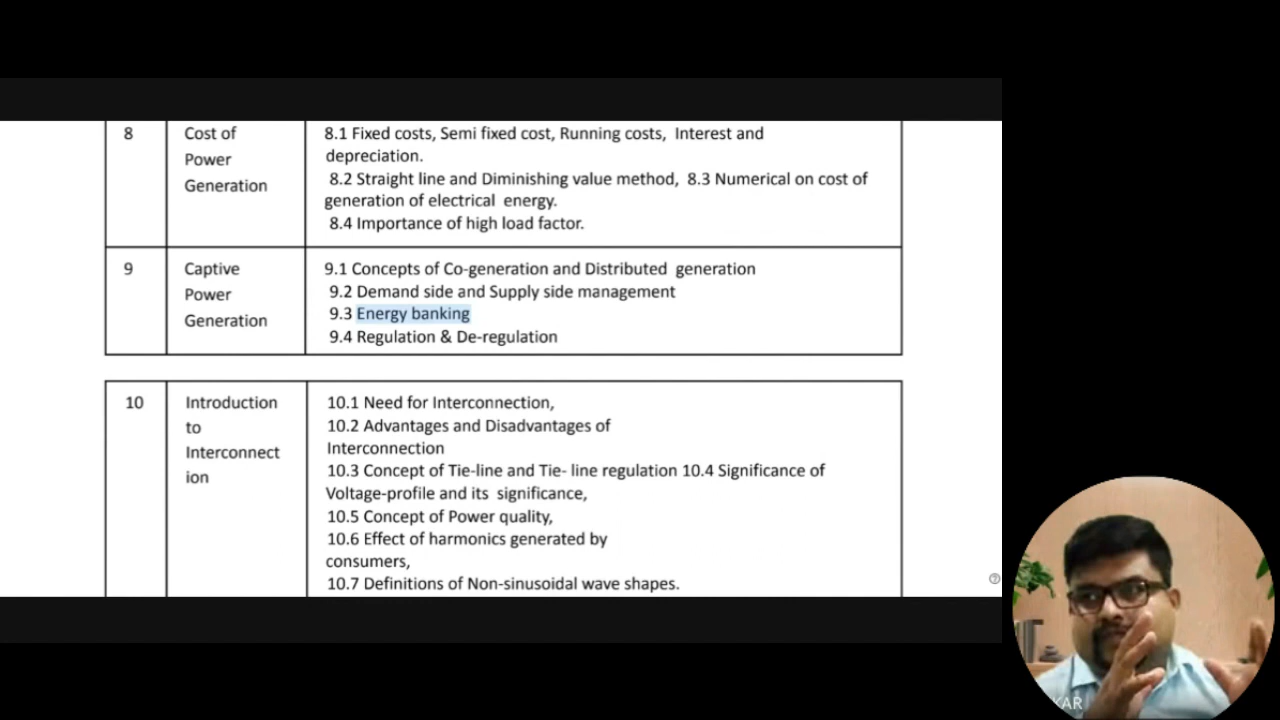 8
Cost of
Power
Generation
8.1 Fixed costs, Semi fixed cost, Running costs, Interest and
depreciation.
8.2 Straight line and Diminishing value method, 8.3 Numerical on cost of
generation of electrical energy.
8.4 Importance of high load factor.
9
Captive
Power
Generation
9.1 Concepts of Co-generation and Distributed generation
9.2 Demand side and Supply side management
9.3 Energy banking
9.4 Regulation & De-regulation
10
Introduction
to
Interconnect
ion
10.1 Need for Interconnection,
10.2 Advantages and Disadvantages of
Interconnection
10.3 Concept of Tie-line and Tie- line regulation 10.4 Significance of
Voltage-profile and its significance,
10.5 Concept of Power quality,
10.6 Effect of harmonics generated by
consumers,
10.7 Definitions of Non-sinusoidal wave shapes.
KAR